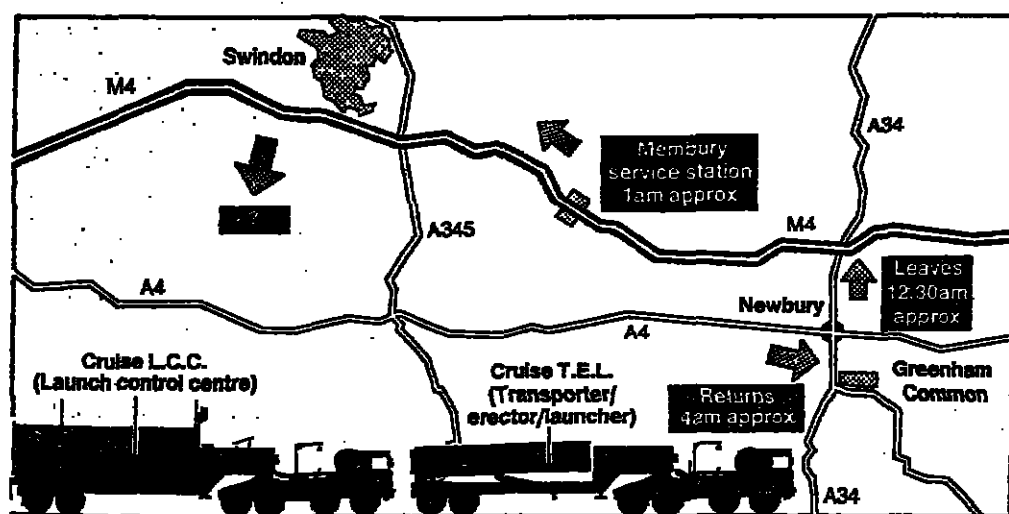 Swindon
M4
A34
Membury
service station
1am approx
?
A345
M4
Leaves
12.30am
approx
A4
Newbury
A4
Cruise L.C.C.
(Launch control centre)
Cruise T.E.L.
(Transporter/
erector/launcher)
Returns
4am approx
Greenham
Common
A34